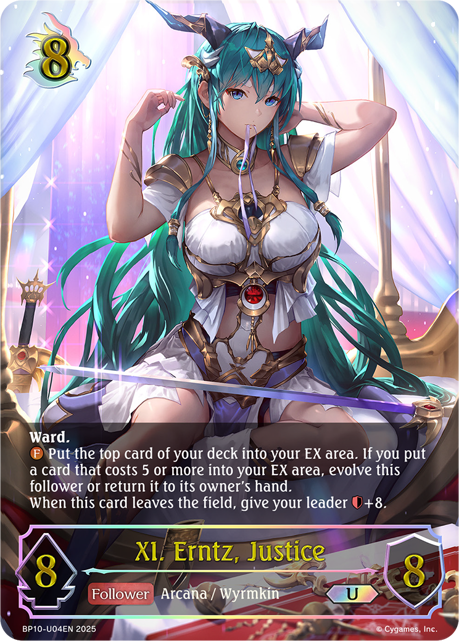 8
Ward.
F Put the top card of your deck into your EX area. If you put
a card that costs 5 or more into your EX area, evolve this
follower or return it to its owner's hand.
When this card leaves the field, give your leader +8.
XI. Erntz, Justice
8
8
Follower Arcana / Wyrmkin U
BP10-U04EN 2025 © Cygames, Inc.